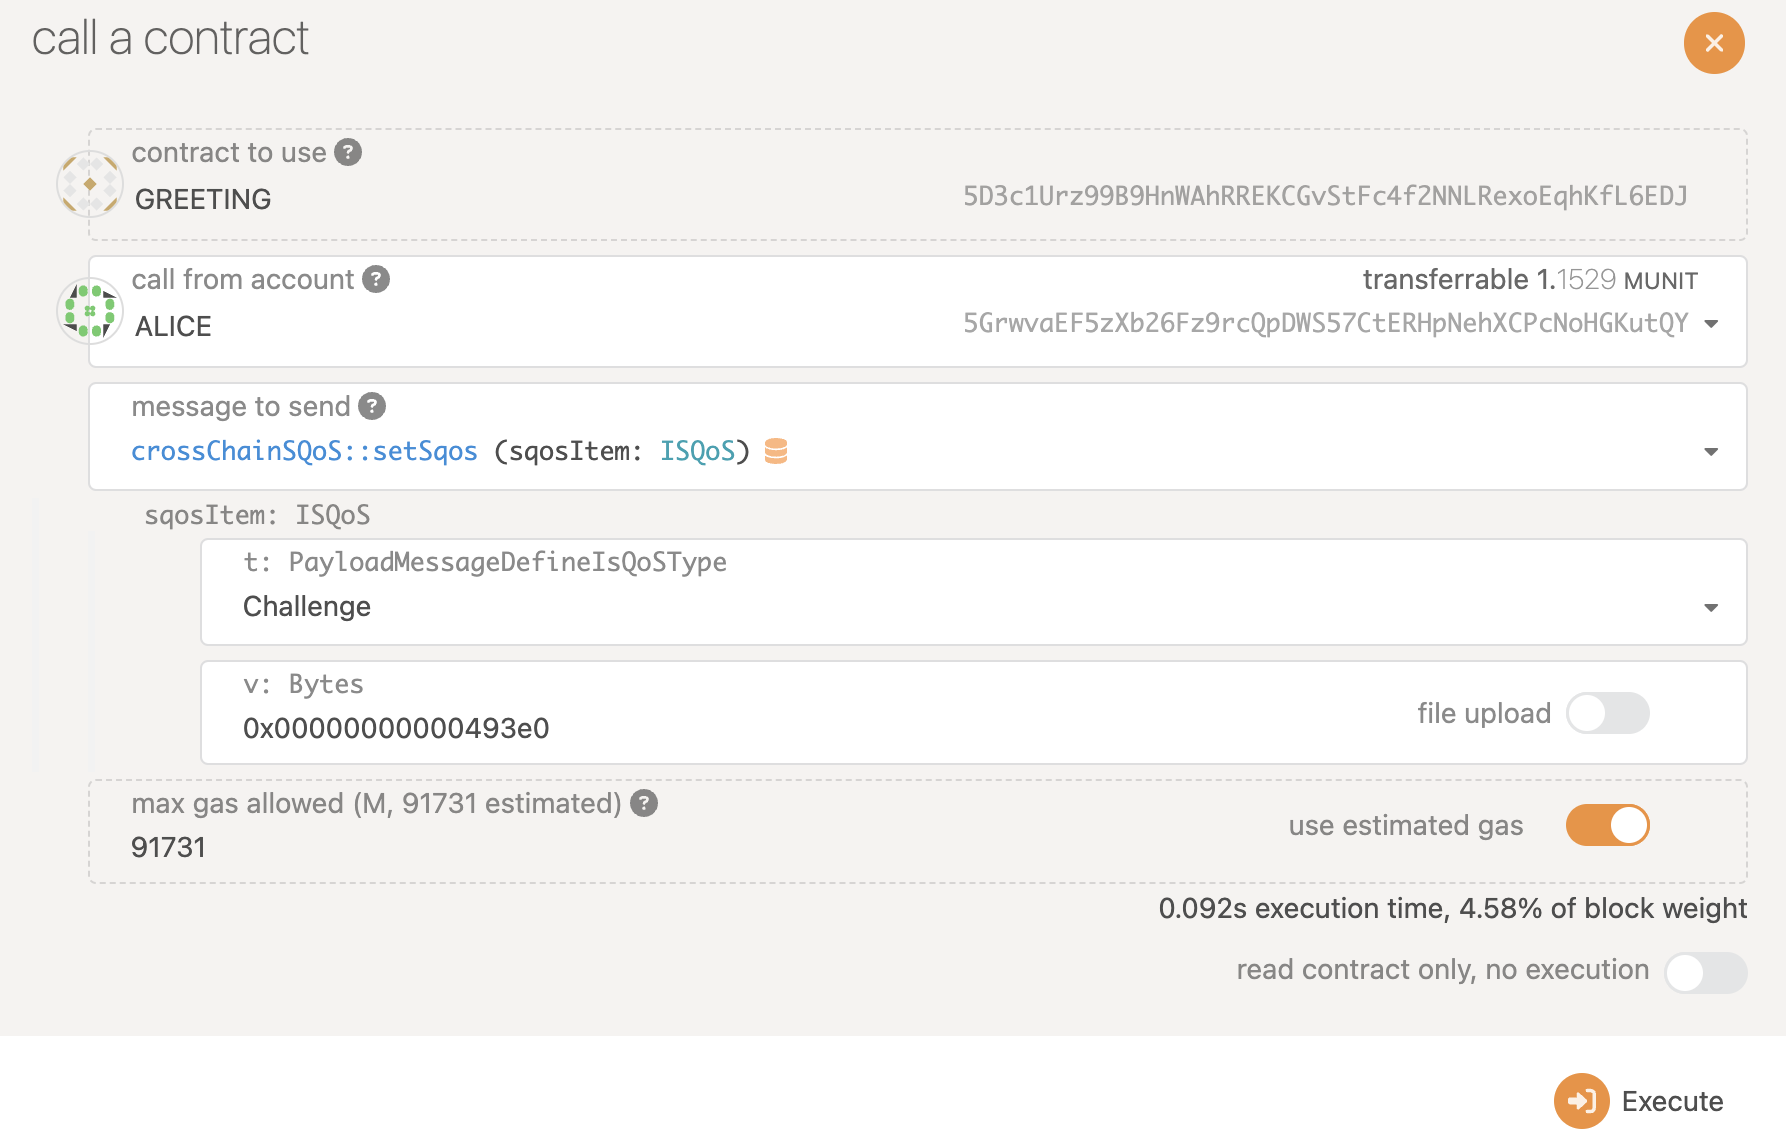 call a contract
contract to use ?
GREETING 5D3c1Urz99B9HnWAhRREKCGvStFc4f2NNLRexoEqhKfL6EDJ
call from account ? transferrable 1.1529 MUNIT
ALICE 5GrwvaEF5zXb26Fz9rcQpDWS57CtERHpNehXCPcNoHGKutQY
message to send ?
crossChainSQoS::setSqos (sqosItem: ISQoS)
sqosItem: ISQoS
t: PayloadMessageDefineIsQoSType
Challenge
v: Bytes
0x00000000000493e0 file upload
max gas allowed (M, 91731 estimated) ?
91731 use estimated gas
0.092s execution time, 4.58% of block weight
read contract only, no execution
Execute